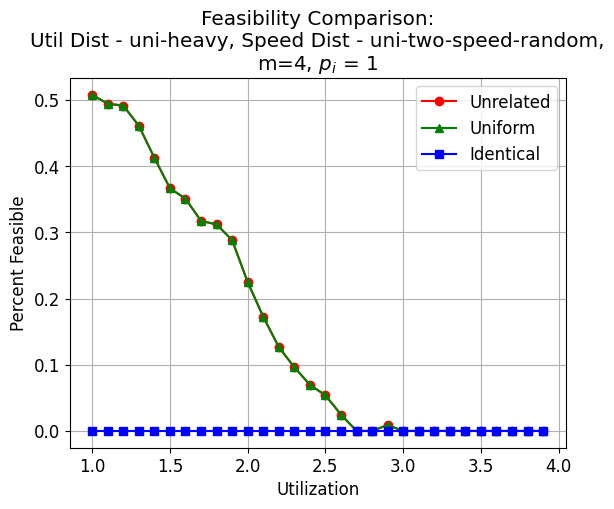 Feasibility Comparison:
Util Dist - uni-heavy, Speed Dist - uni-two-speed-random,
m=4, p_i = 1
Unrelated
Uniform
Identical
Percent Feasible
0.5
0.4
0.3
0.2
0.1
0.0
1.0 1.5 2.0 2.5 3.0 3.5 4.0
Utilization